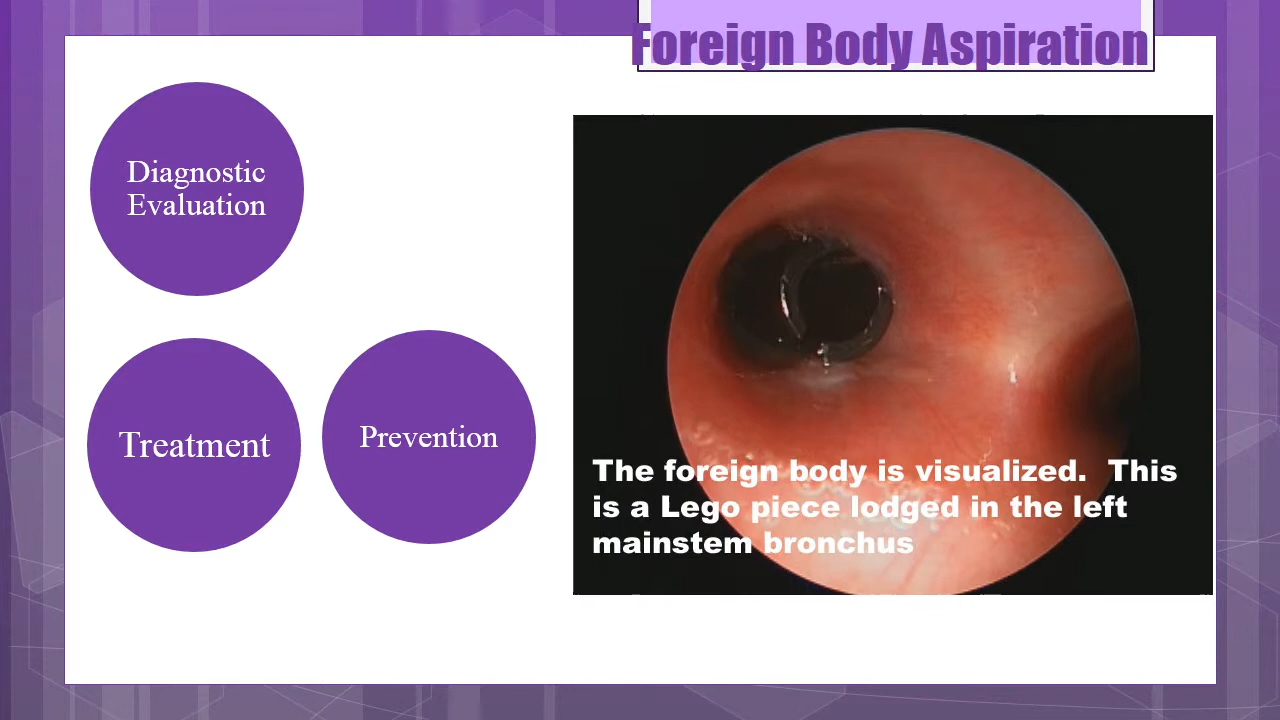 Foreign Body Aspiration
Diagnostic
Evaluation
Treatment
Prevention
The foreign body is visualized.  This
is a Lego piece lodged in the left
mainstem bronchus